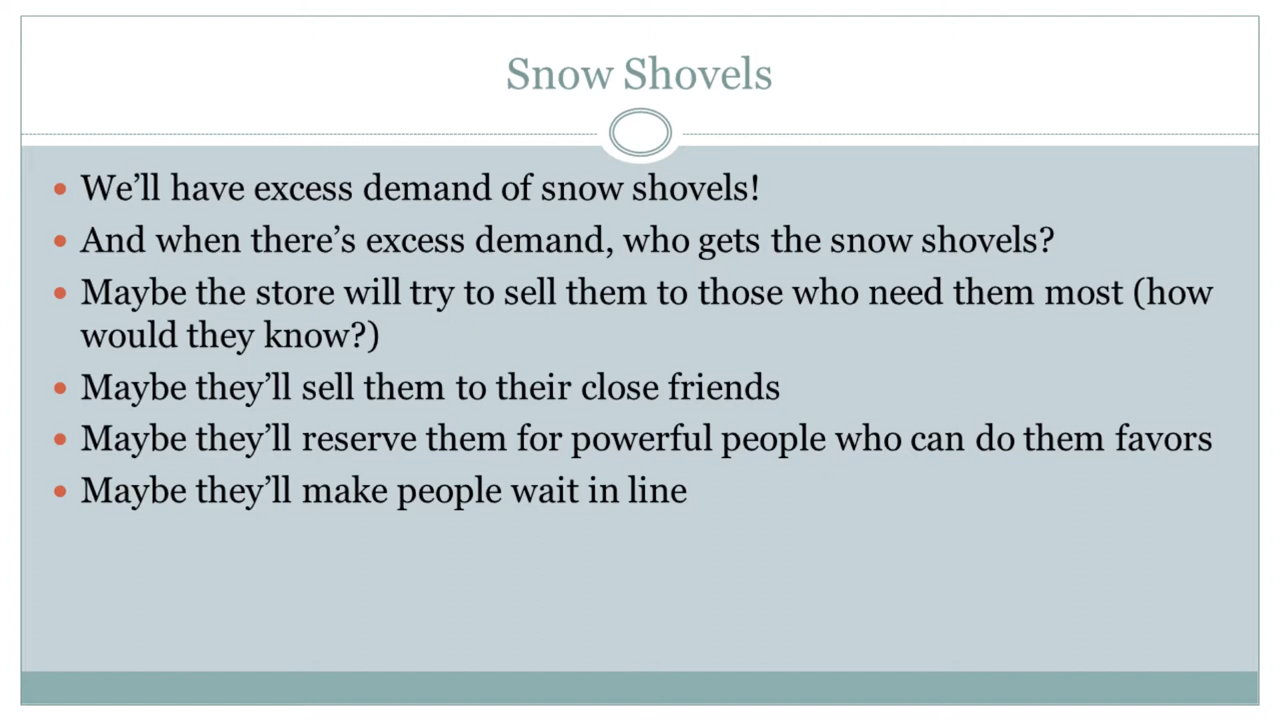 Snow Shovels
• We’ll have excess demand of snow shovels!
• And when there’s excess demand, who gets the snow shovels?
• Maybe the store will try to sell them to those who need them most (how
would they know?)
• Maybe they’ll sell them to their close friends
• Maybe they’ll reserve them for powerful people who can do them favors
• Maybe they’ll make people wait in line